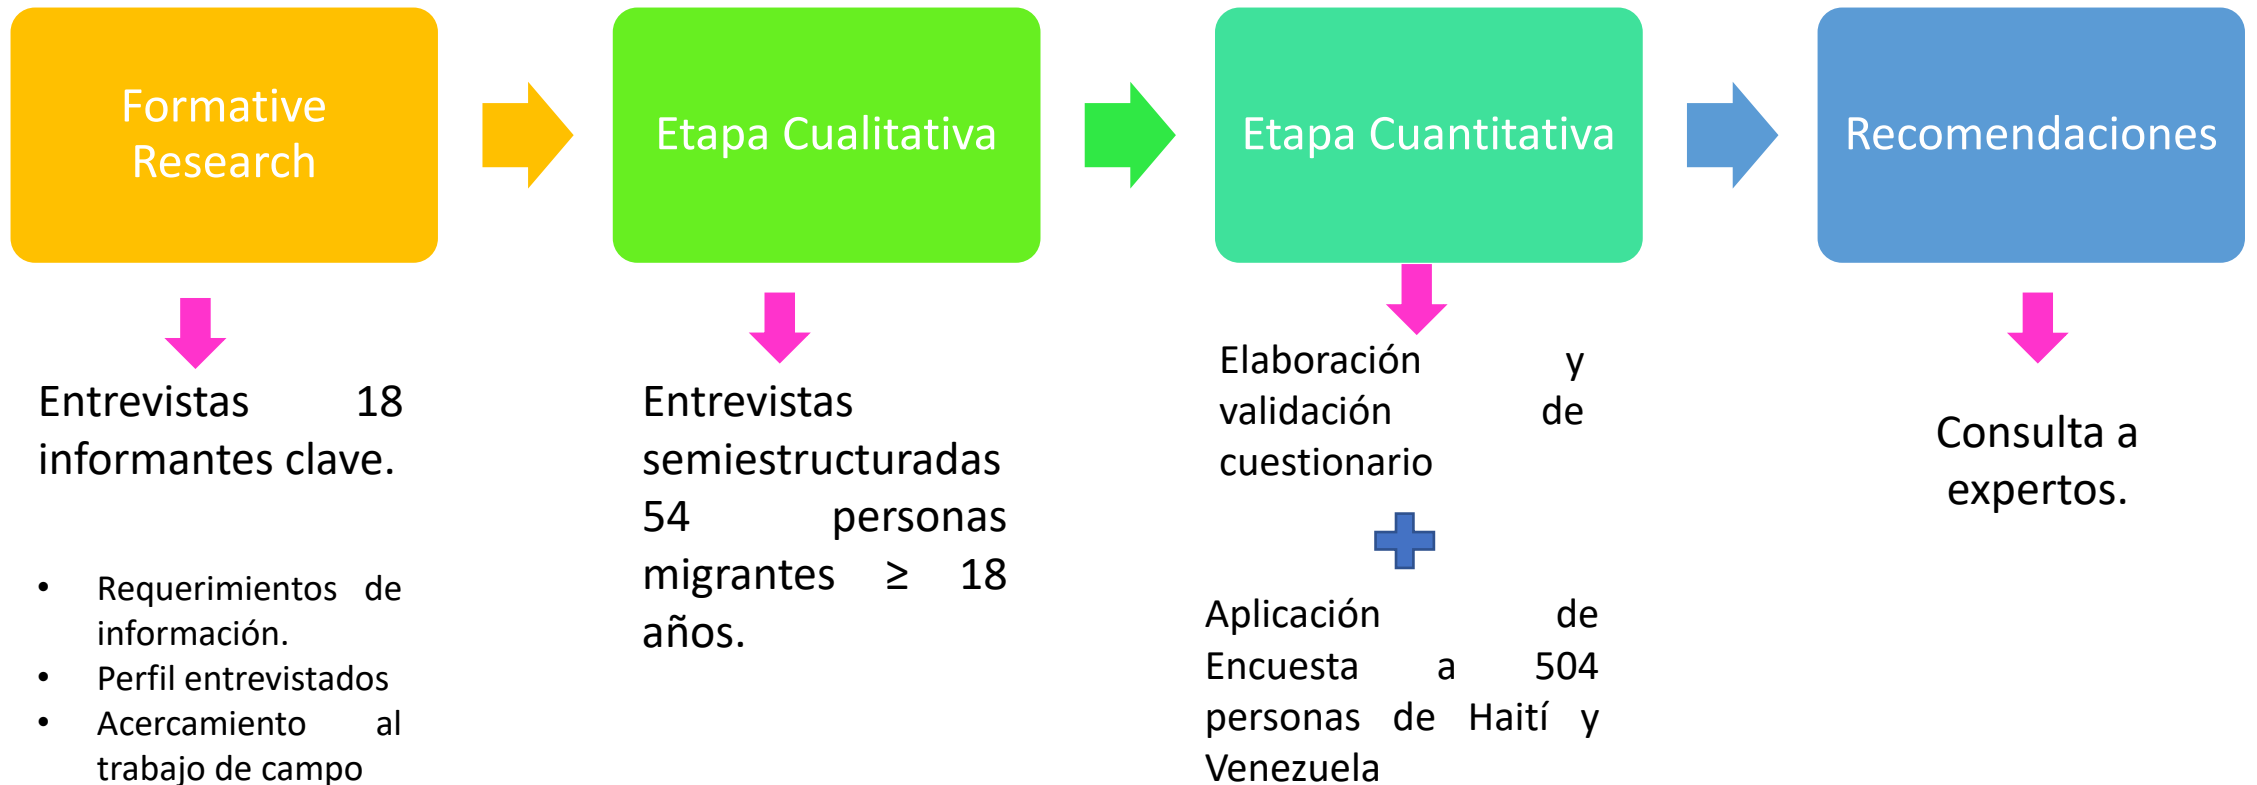 Formative
Research
Etapa Cualitativa
Etapa Cuantitativa
Recomendaciones
Entrevistas 18
informantes clave.
• Requerimientos de
información.
• Perfil entrevistados
• Acercamiento al
trabajo de campo
Entrevistas
semiestructuradas
54 personas
migrantes ≥ 18
años.
Elaboración y
validación de
cuestionario
Aplicación de
Encuesta a 504
personas de Haití y
Venezuela
Consulta a
expertos.